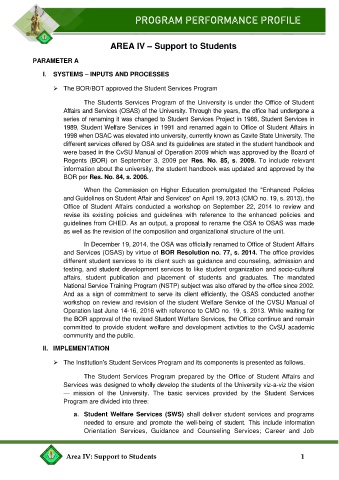 PROGRAM PERFORMANCE PROFILE
AREA IV – Support to Students
PARAMETER A
I. SYSTEMS – INPUTS AND PROCESSES
➢ The BOR/BOT approved the Student Services Program
The Students Services Program of the University is under the Office of Student
Affairs and Services (OSAS) of the University. Through the years, the office had undergone a
series of renaming it was changed to Student Services Project in 1986, Student Services in
1989, Student Welfare Services in 1991 and renamed again to Office of Student Affairs in
1998 when DSAC was elevated into university, currently known as Cavite State University. The
different services offered by OSA and its guidelines are stated in the student handbook and
were based in the CvSU Manual of Operation 2009 which was approved by the Board of
Regents (BOR) on September 3, 2009 per Res. No. 85, s. 2009. To include relevant
information about the university, the student handbook was updated and approved by the
BOR per Res. No. 64, s. 2006.
When the Commission on Higher Education promulgated the "Enhanced Policies
and Guidelines on Student Affair and Services" on April 19, 2013 (CMO no. 19, s. 2013), the
Office of Student Affairs conducted a workshop on September 22, 2014 to review and
revise its existing policies and guidelines with reference to the enhanced policies and
guidelines from CHED. As an output, a proposal to rename the OSA to OSAS was made
as well as the revision of the composition and organizational structure of the unit.
In December 19, 2014, the OSA was officially renamed to Office of Student Affairs
and Services (OSAS) by virtue of BOR Resolution no. 77, s. 2014. The office provides
different student services to its client such as guidance and counseling, admission and
testing, and student development services to like student organization and socio-cultural
affairs, student publication and placement of students and graduates. The mandated
National Service Training Program (NSTP) subject was also offered by the office since 2002.
And as a sign of commitment to serve its client efficiently, the OSAS conducted another
workshop on review and revision of the student Welfare Service of the CVSU Manual of
Operation last June 14-16, 2016 with reference to CMO no. 19, s. 2013. While waiting for
the BOR approval of the revised Student Welfare Services, the Office continue and remain
committed to provide student welfare and development activities to the CvSU academic
community and the public.
II. IMPLEMENTATION
➢ The Institution's Student Services Program and its components is presented as follows.
The Student Services Program prepared by the Office of Student Affairs and
Services was designed to wholly develop the students of the University viz-a-viz the vision
— mission of the University. The basic services provided by the Student Services
Program are divided into three:
a. Student Welfare Services (SWS) shall deliver student services and programs
needed to ensure and promote the well-being of student. This include Information
Orientation Services, Guidance and Counseling Services; Career and Job
Area IV: Support to Students 1